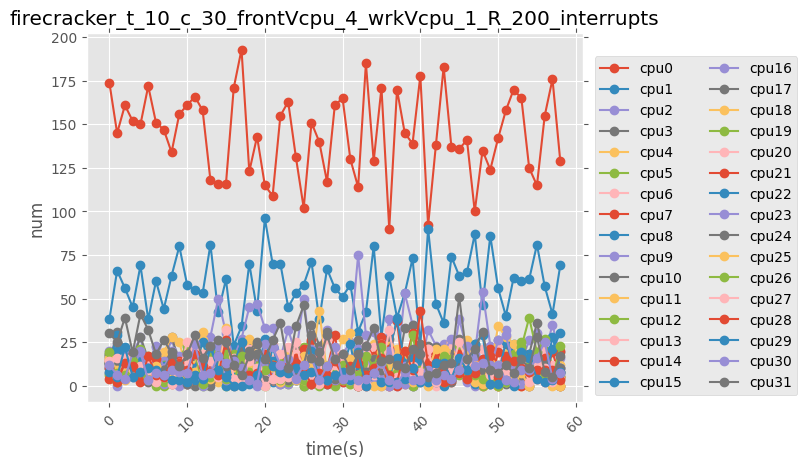 firecracker_t_10_c_30_frontVcpu_4_wrkVcpu_1_R_200_interrupts
200
175
150
125
100
75
50
25
0
num
0
10
20
30
40
50
60
time(s)
cpu0
cpu1
cpu2
cpu3
cpu4
cpu5
cpu6
cpu7
cpu8
cpu9
cpu10
cpu11
cpu12
cpu13
cpu14
cpu15
cpu16
cpu17
cpu18
cpu19
cpu20
cpu21
cpu22
cpu23
cpu24
cpu25
cpu26
cpu27
cpu28
cpu29
cpu30
cpu31